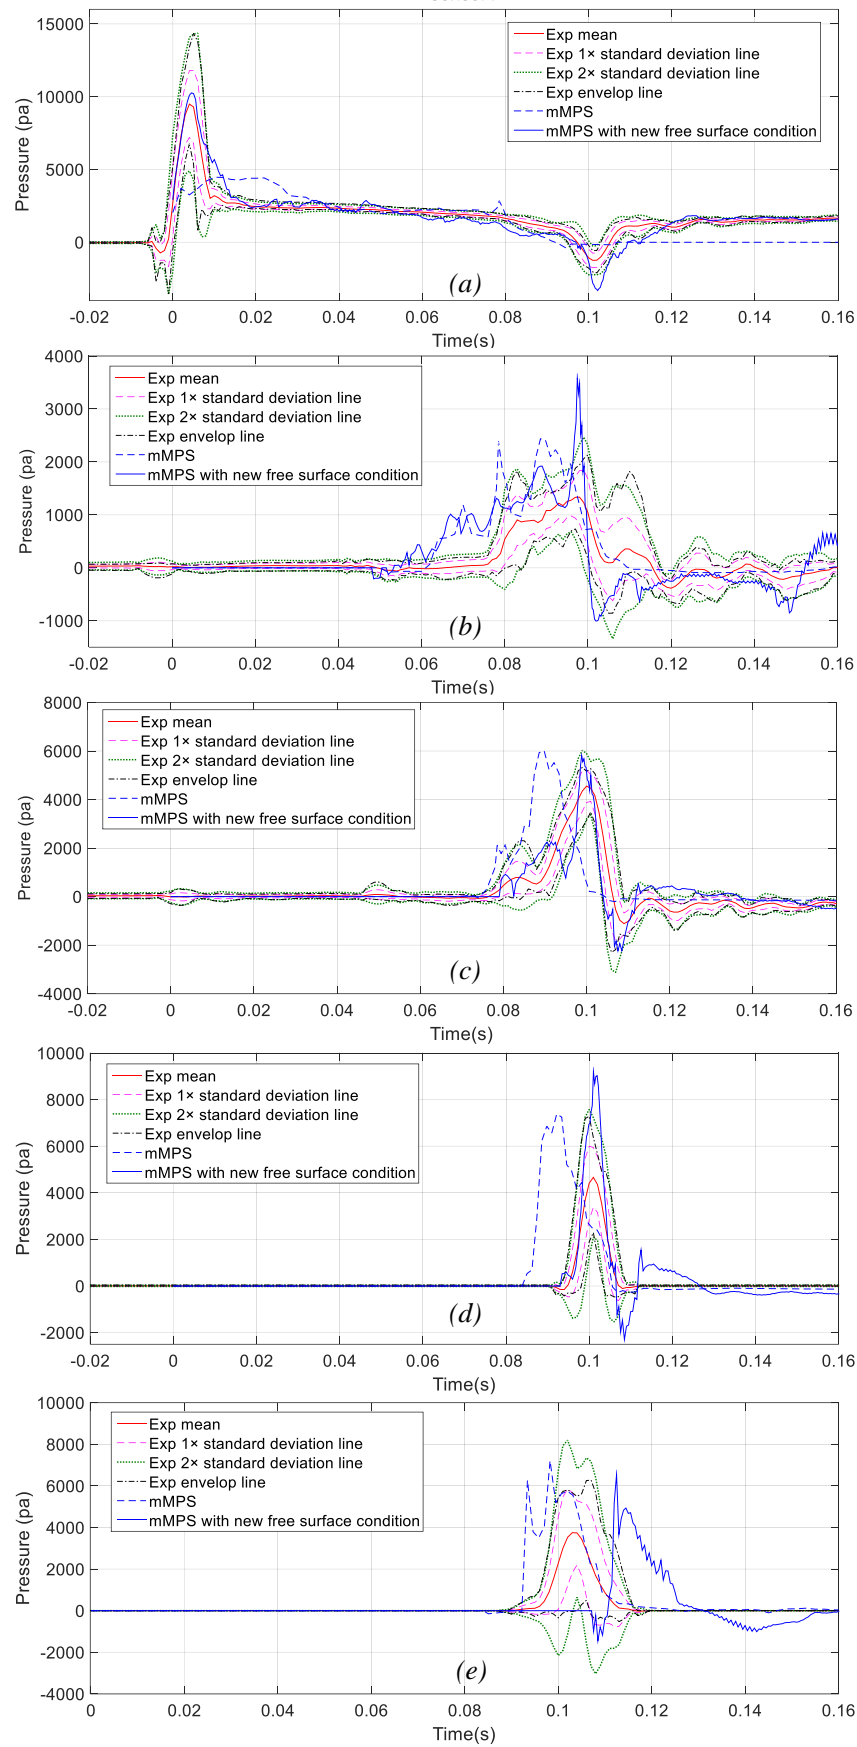 15000
10000
5000
0
Pressure (pa)
Exp mean
Exp 1× standard deviation line
Exp 2× standard deviation line
Exp envelop line
mMPS
mMPS with new free surface condition
(a)
-0.02 0 0.02 0.04 0.06 0.08 0.1 0.12 0.14 0.16
Time(s)
4000
3000
2000
1000
0
-1000
Pressure (pa)
Exp mean
Exp 1× standard deviation line
Exp 2× standard deviation line
Exp envelop line
mMPS
mMPS with new free surface condition
(b)
-0.02 0 0.02 0.04 0.06 0.08 0.1 0.12 0.14 0.16
Time(s)
8000
6000
4000
2000
0
-2000
-4000
Pressure (pa)
Exp mean
Exp 1× standard deviation line
Exp 2× standard deviation line
Exp envelop line
mMPS
mMPS with new free surface condition
(c)
-0.02 0 0.02 0.04 0.06 0.08 0.1 0.12 0.14 0.16
Time(s)
10000
8000
6000
4000
2000
0
-2000
Pressure (pa)
Exp mean
Exp 1× standard deviation line
Exp 2× standard deviation line
Exp envelop line
mMPS
mMPS with new free surface condition
(d)
-0.02 0 0.02 0.04 0.06 0.08 0.1 0.12 0.14 0.16
Time(s)
10000
8000
6000
4000
2000
0
-2000
-4000
Pressure (pa)
Exp mean
Exp 1× standard deviation line
Exp 2× standard deviation line
Exp envelop line
mMPS
mMPS with new free surface condition
(e)
0 0.02 0.04 0.06 0.08 0.1 0.12 0.14 0.16
Time(s)